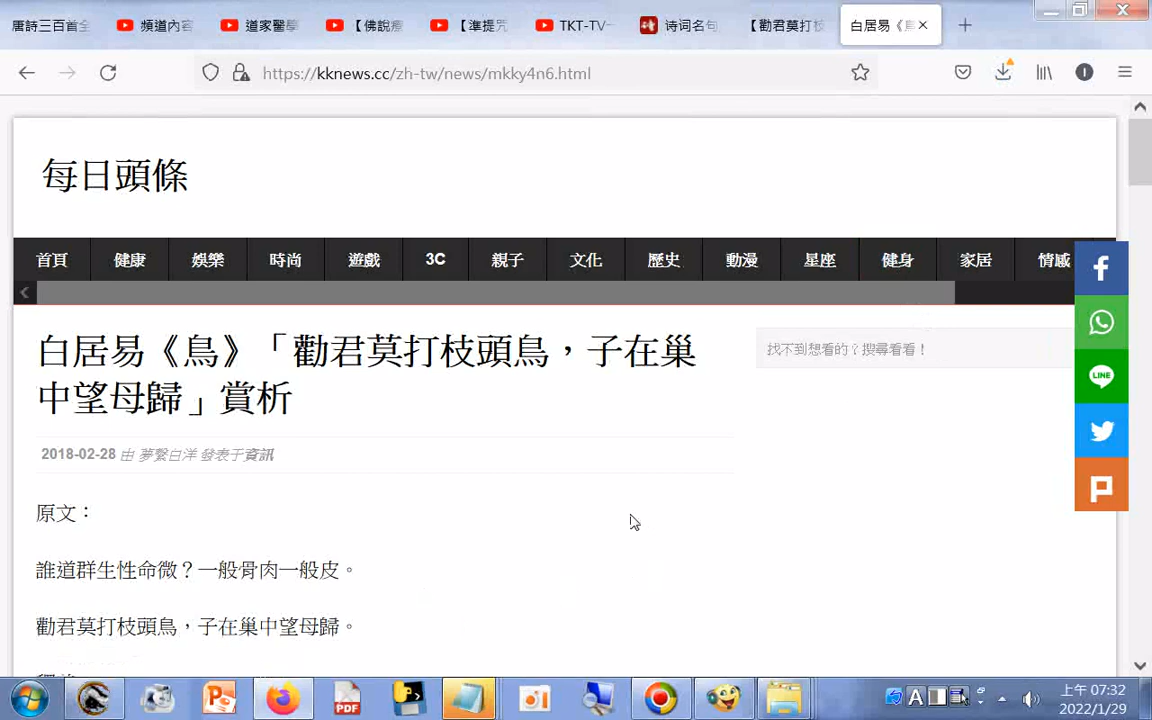 唐詩三百首全
頻道內容
道家醫學
【佛說療
【準提咒
TKT-TV-
诗词名句
【勸君莫打枝
白居易《鳥
https://kknews.cc/zh-tw/news/mkky4n6.html
每日頭條
首頁 健康 娛樂 時尚 遊戲 3C 親子 文化 歷史 動漫 星座 健身 家居 情感
白居易《鳥》「勸君莫打枝頭鳥，子在巢
中望母歸」賞析
找不到想看的？搜尋看看！
LINE
2018-02-28 由 夢繫白洋 發表于資訊
原文：
誰道群生性命微？一般骨肉一般皮。
勸君莫打枝頭鳥，子在巢中望母歸。
PDF
A
上午 07:32
2022/1/29